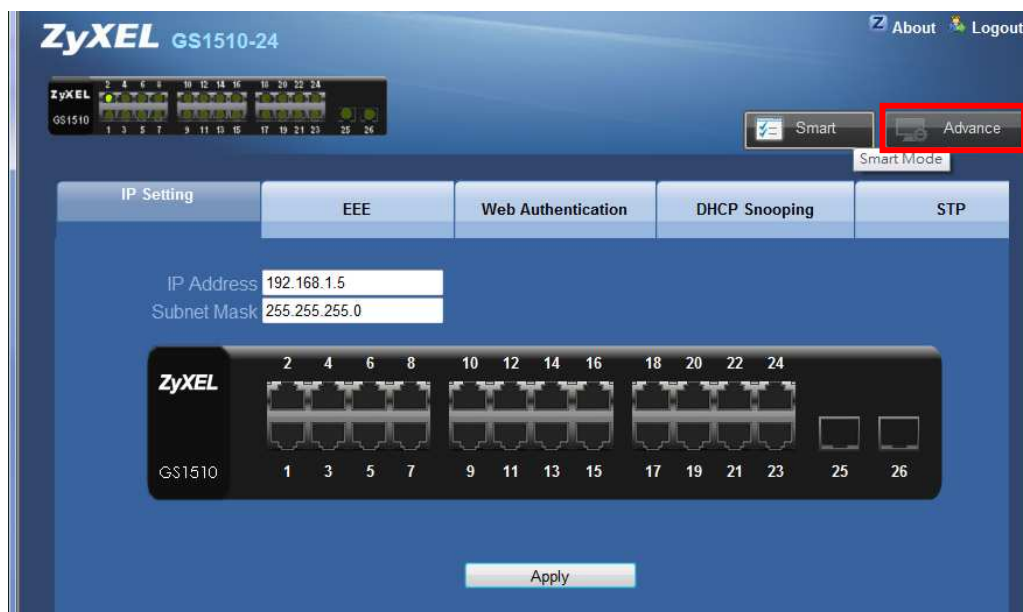 ZyXEL GS1510-24
About Logout
2 4 6 8 10 12 14 16 18 20 22 24
ZyXEL
GS1510
1 3 5 7 9 11 13 15 17 19 21 23 25 26
Smart Advance
Smart Mode
IP Setting EEE Web Authentication DHCP Snooping STP
IP Address 192.168.1.5
Subnet Mask 255.255.255.0
2 4 6 8 10 12 14 16 18 20 22 24
ZyXEL
GS1510 1 3 5 7 9 11 13 15 17 19 21 23 25 26
Apply